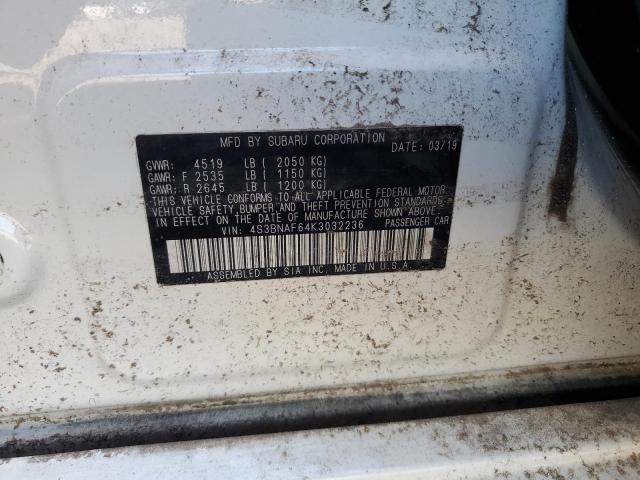 MFD BY SUBARU CORPORATION
DATE: 03/19
GVWR: 4519 LB ( 2050 KG)
GAWR: F 2535 LB ( 1150 KG)
GAWR: R 2645 LB ( 1200 KG)
THIS VEHICLE CONFORMS TO ALL APPLICABLE FEDERAL MOTOR
VEHICLE SAFETY, BUMPER, AND THEFT PREVENTION STANDARDS
IN EFFECT ON THE DATE OF MANUFACTURE SHOWN ABOVE.
VIN: 4S3BNAF64K3032236 PASSENGER CAR
ASSEMBLED BY SIA INC. MADE IN U.S.A.